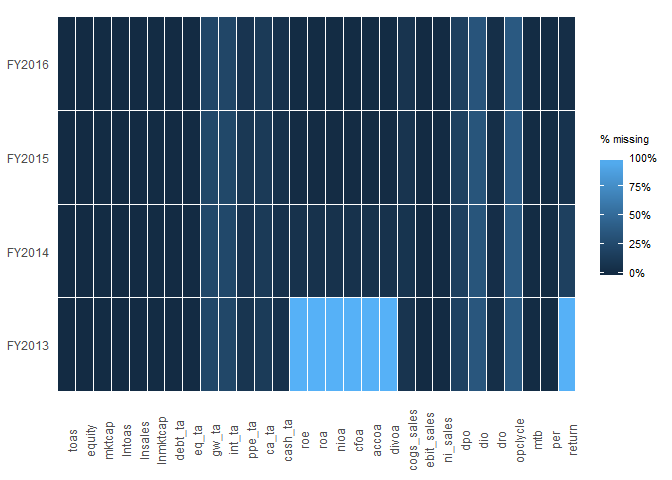 FY2016
FY2015
FY2014
FY2013
% missing
100%
75%
50%
25%
0%
toas
equity
mktcap
lntoas
lnsales
lnmktcap
debt_ta
eq_ta
gw_ta
int_ta
ppe_ta
ca_ta
cash_ta
roe
roa
nioa
cfoa
accoa
divoa
cogs_sales
ebit_sales
ni_sales
dpo
dio
dro
opclycle
mtb
per
return